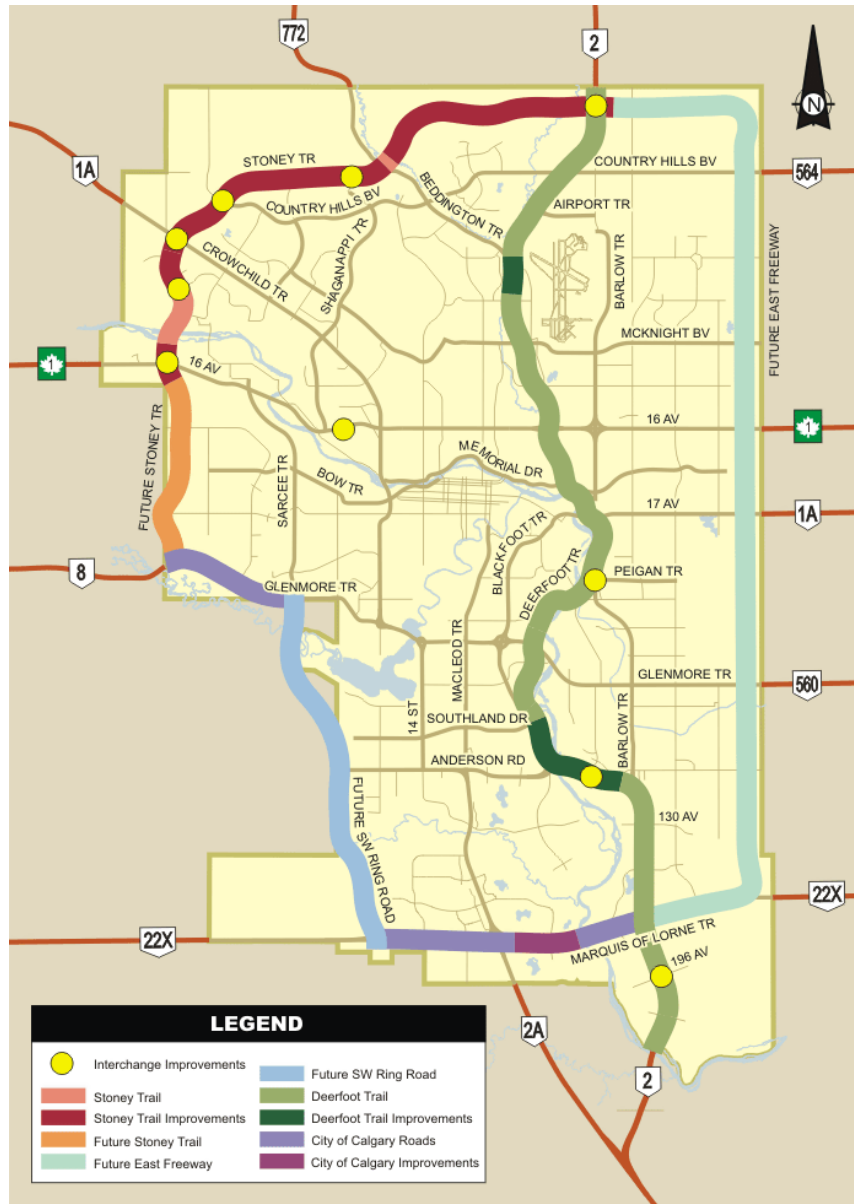 772
2
N
1A
STONEY TR
COUNTRY HILLS BV
564
BEDDINGTON TR
COUNTRY HILLS BV
AIRPORT TR
SHAGANAPPI TR
BARLOW TR
CROWCHILD TR
FUTURE EAST FREEWAY
MCKNIGHT BV
1
16 AV
16 AV
1
FUTURE STONEY TR
MEMORIAL DR
SARCEE TR
BOW TR
17 AV
1A
BLACKFOOT TR
DEERFOOT TR
PEIGAN TR
8
GLENMORE TR
MACLEOD TR
GLENMORE TR
560
14 ST
SOUTHLAND DR
BARLOW TR
ANDERSON RD
130 AV
FUTURE SW RING ROAD
22X
22X
MARQUIS OF LORNE TR
196 AV
2A
2
LEGEND
Interchange Improvements
Stoney Trail
Stoney Trail Improvements
Future Stoney Trail
Future East Freeway
Future SW Ring Road
Deerfoot Trail
Deerfoot Trail Improvements
City of Calgary Roads
City of Calgary Improvements